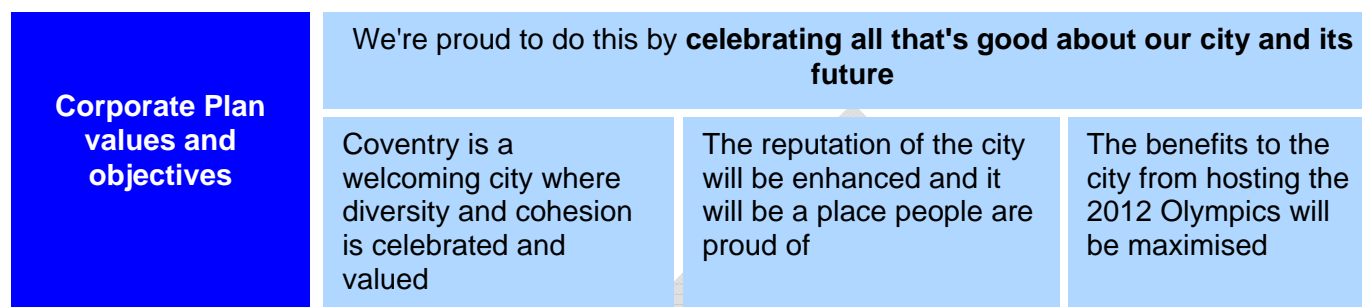 Corporate Plan
values and
objectives
We're proud to do this by celebrating all that's good about our city and its
future
Coventry is a
welcoming city where
diversity and cohesion
is celebrated and
valued
The reputation of the city
will be enhanced and it
will be a place people are
proud of
The benefits to the
city from hosting the
2012 Olympics will
be maximised